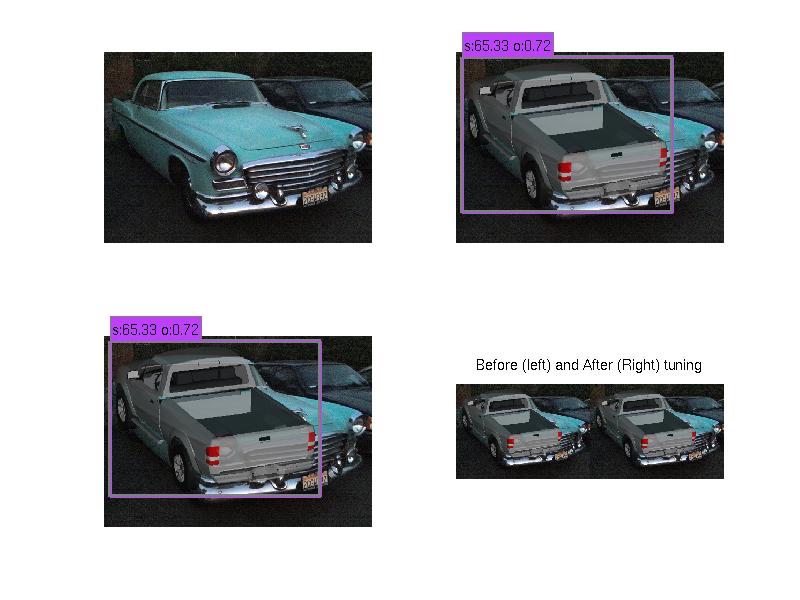 s:65.33 o:0.72
s:65.33 o:0.72
Before (left) and After (Right) tuning